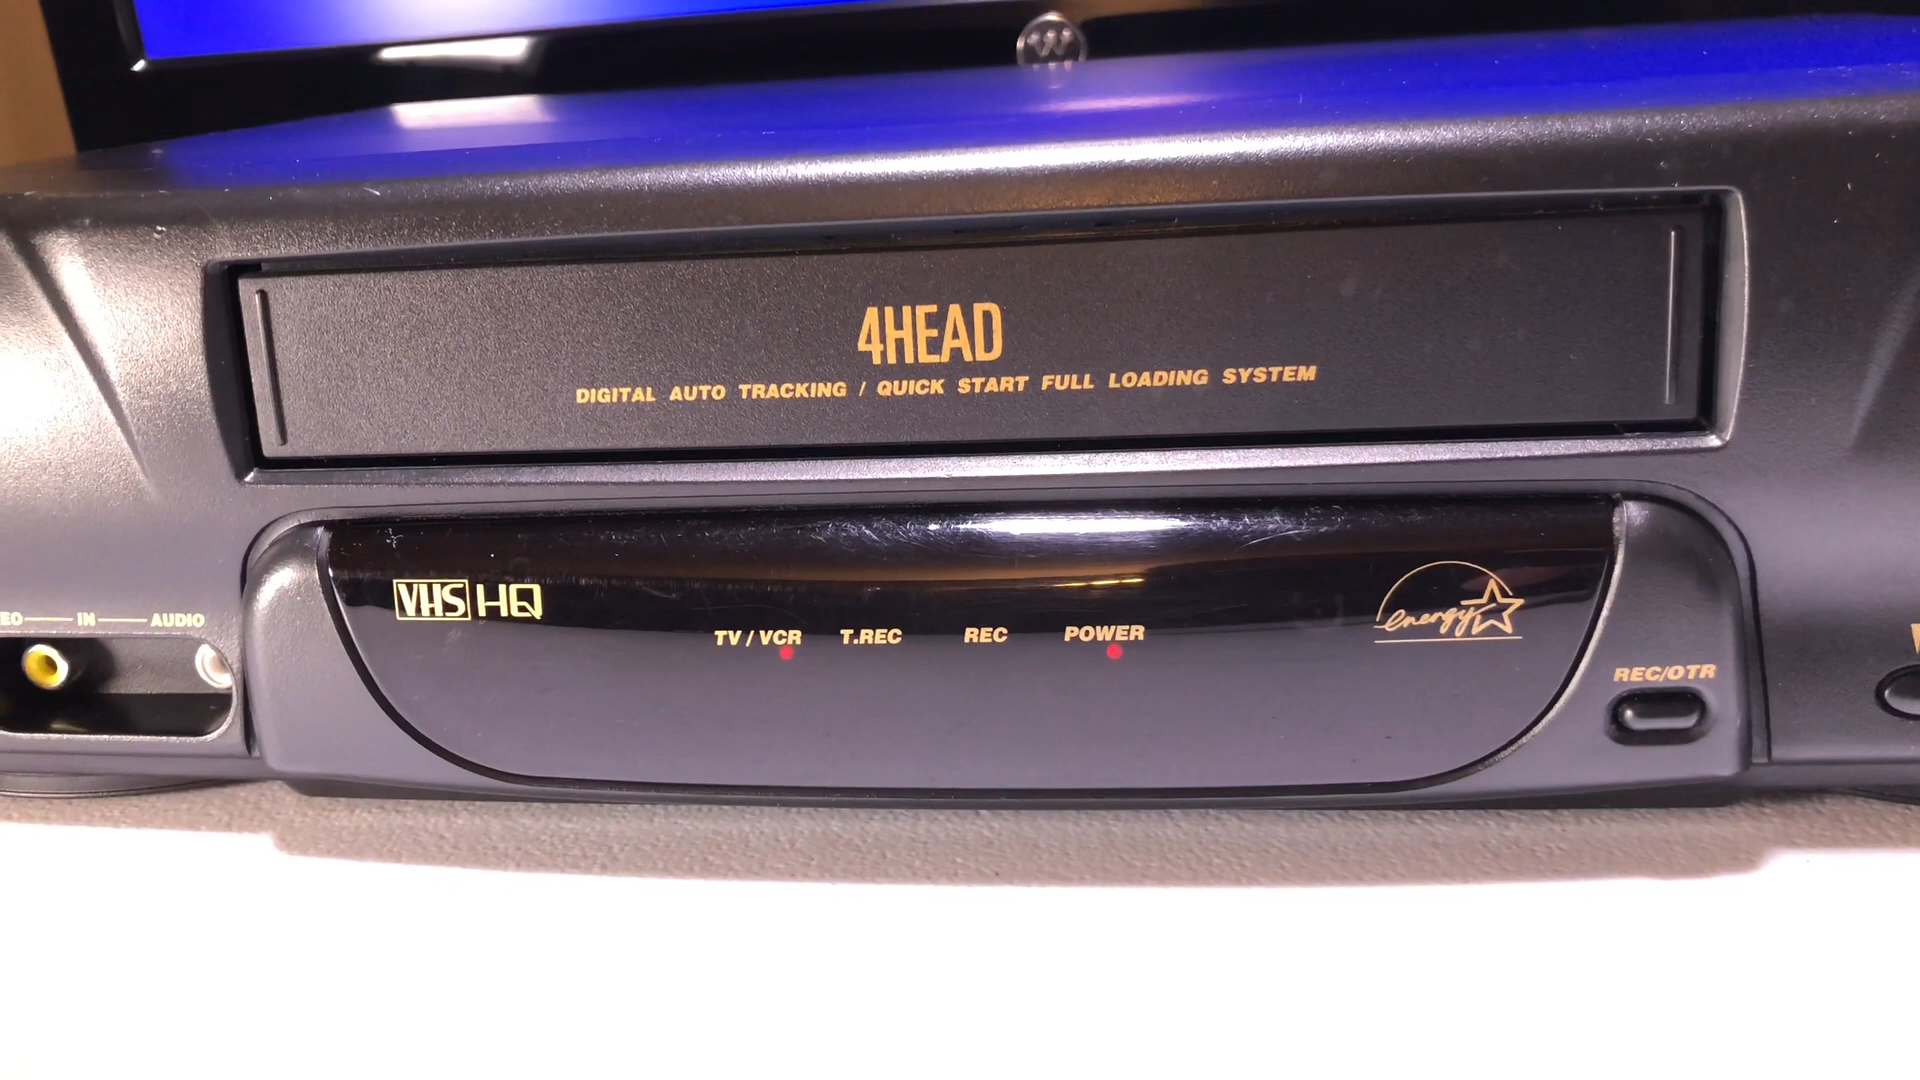 W
4HEAD
DIGITAL AUTO TRACKING / QUICK START FULL LOADING SYSTEM
VHS HQ
energy
TV/VCR T.REC REC POWER
EO IN AUDIO
REC/OTR